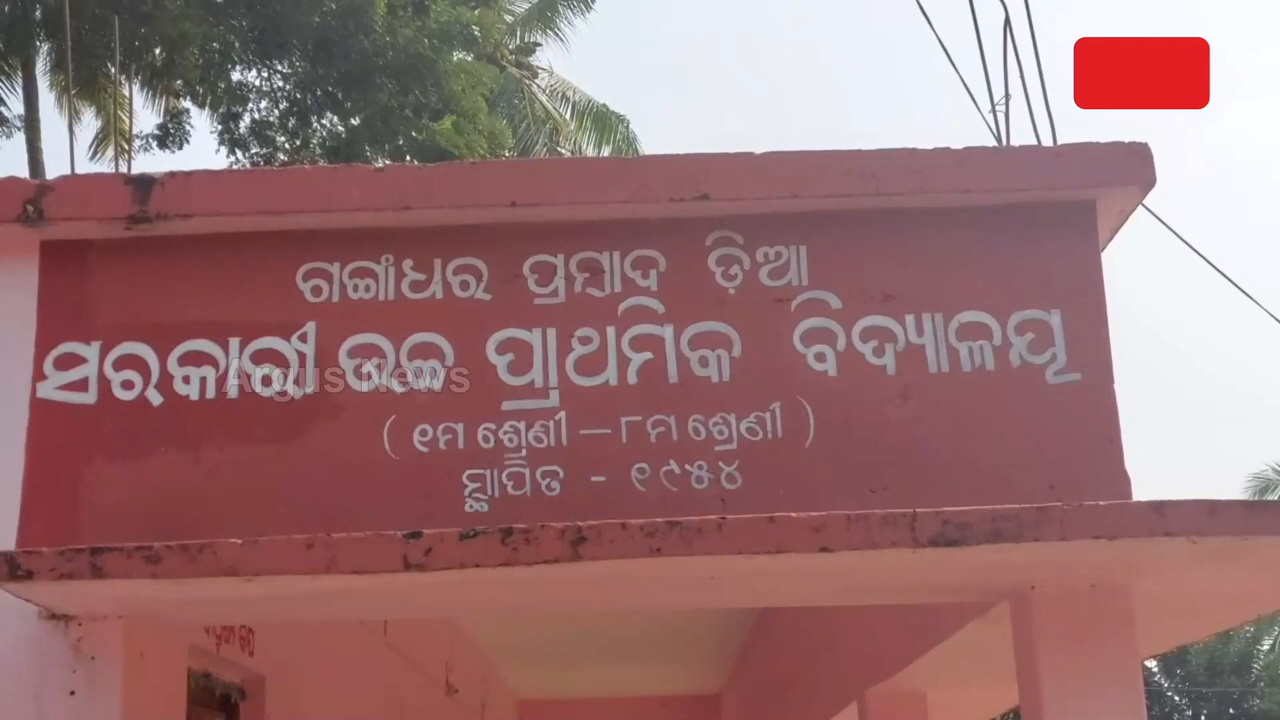 ଗଙ୍ଗାଧର ପ୍ରସାଦ ଡ଼ିଆ
ସରକାରୀ ଉଚ୍ଚ ପ୍ରାଥମିକ ବିଦ୍ୟାଳୟ
Argus News
(୧ମ ଶ୍ରେଣୀ – ୮ମ ଶ୍ରେଣୀ)
ସ୍ଥାପିତ - ୧୯୫୪